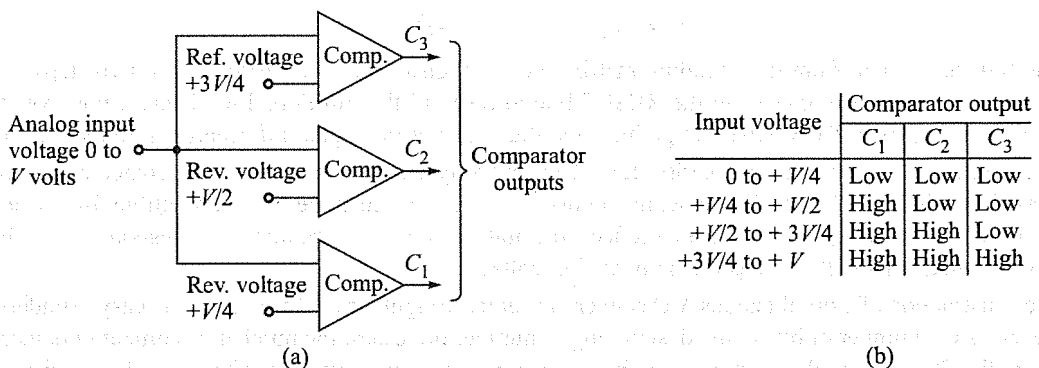 C3
Ref. voltage
+3V/4
Comp.
Analog input
voltage 0 to
V volts
C2
Rev. voltage
+V/2
Comp.
Comparator
outputs
C1
Rev. voltage
+V/4
Comp.
(a)
Input voltage Comparator output
C1 C2 C3
0 to + V/4 Low Low Low
+V/4 to + V/2 High Low Low
+V/2 to + 3V/4 High High Low
+3V/4 to + V High High High
(b)